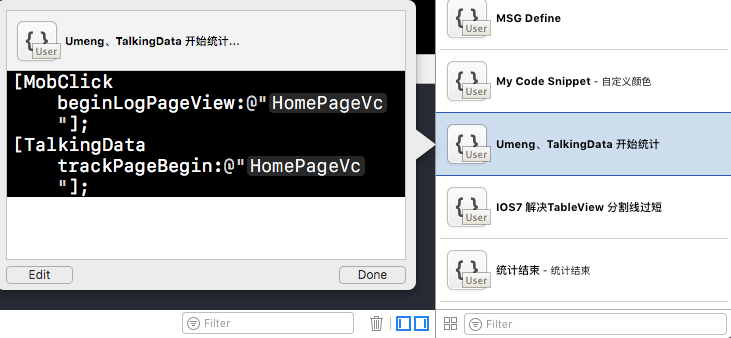 { }
User
Umeng、TalkingData 开始统计...
[MobClick
beginLogPageView:@"HomePageVc
"];
[TalkingData
trackPageBegin:@"HomePageVc
"];
Edit
Done
Filter
{ }
User
MSG Define
{ }
User
My Code Snippet - 自定义颜色
{ }
User
Umeng、TalkingData 开始统计
{ }
User
IOS7 解决TableView 分割线过短
{ }
User
统计结束 - 统计结束
Filter